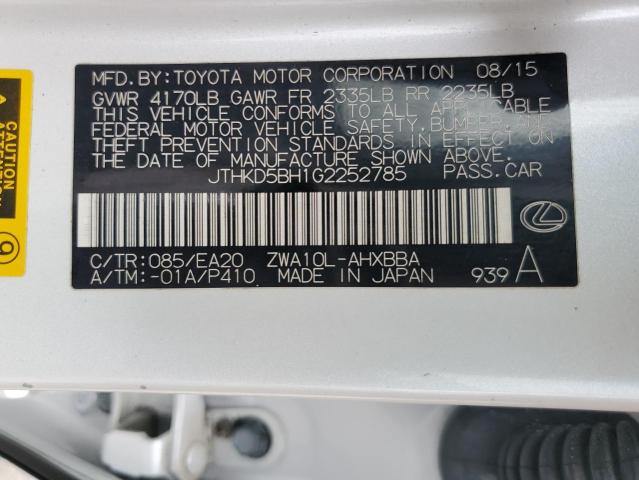 MFD.BY:TOYOTA MOTOR CORPORATION 08/15
GVWR 4170LB GAWR FR 2335LB RR 2235LB
THIS VEHICLE CONFORMS TO ALL APPLICABLE
FEDERAL MOTOR VEHICLE SAFETY,BUMPER,AND
THEFT PREVENTION STANDARDS IN EFFECT ON
THE DATE OF MANUFACTURE SHOWN ABOVE.
JTHKD5BH1G2252785 PASS.CAR
C/TR:085/EA20 ZWA10L-AHXBBA
A/TM:-01A/P410 MADE IN JAPAN 939 A
CAUTION
ATTENTION
9